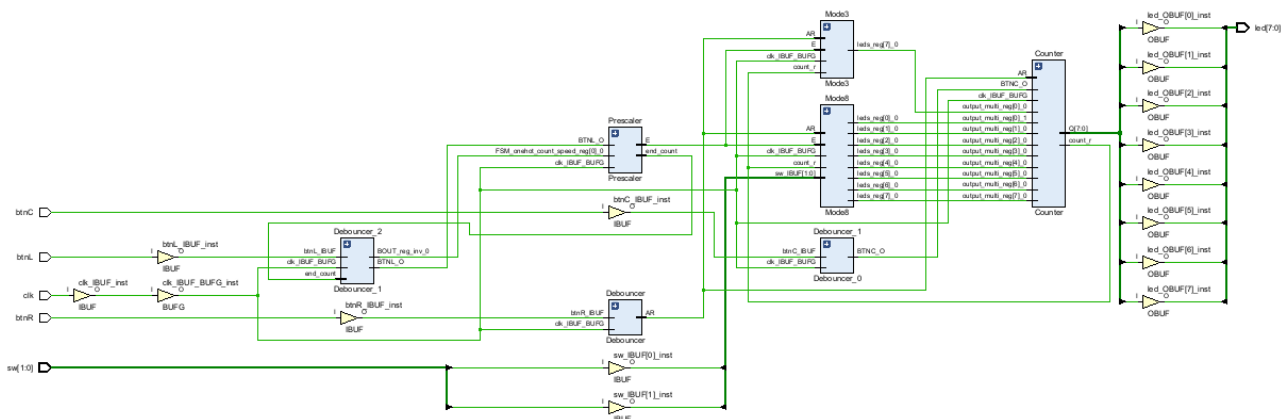 Mode3
AR
E
clk_IBUF_BUFG
count_r
leds_reg[7]_0
Mode3
Mode8
AR
E
clk_IBUF_BUFG
count_r
sw_IBUF[1:0]
leds_reg[0]_0
leds_reg[1]_0
leds_reg[2]_0
leds_reg[3]_0
leds_reg[4]_0
leds_reg[5]_0
leds_reg[6]_0
leds_reg[7]_0
Mode8
Counter
AR
BTNC_O
clk_IBUF_BUFG
output_multi_reg[0]_0
output_multi_reg[0]_1
output_multi_reg[1]_0
output_multi_reg[2]_0
output_multi_reg[3]_0
output_multi_reg[4]_0
output_multi_reg[5]_0
output_multi_reg[6]_0
output_multi_reg[7]_0
Q[7:0]
count_r
Counter
led_OBUF[0]_inst
I
O
OBUF
led_OBUF[1]_inst
I
O
OBUF
led_OBUF[2]_inst
I
O
OBUF
led_OBUF[3]_inst
I
O
OBUF
led_OBUF[4]_inst
I
O
OBUF
led_OBUF[5]_inst
I
O
OBUF
led_OBUF[6]_inst
I
O
OBUF
led_OBUF[7]_inst
I
O
OBUF
led[7:0]
Prescaler
BTNL_O
FSM_onehot_count_speed_reg[0]_0
clk_IBUF_BUFG
E
end_count
Prescaler
btnC
btnC_IBUF_inst
I
O
IBUF
Debouncer_1
btnC_IBUF
clk_IBUF_BUFG
BTNC_O
Debouncer_0
btnL
btnL_IBUF_inst
I
O
IBUF
Debouncer_2
btnL_IBUF
clk_IBUF_BUFG
end_count
BOUT_reg_inv_0
BTNL_O
Debouncer_1
clk
clk_IBUF_inst
I
O
IBUF
clk_IBUF_BUFG_inst
I
O
BUFG
btnR
btnR_IBUF_inst
I
O
IBUF
Debouncer
btnR_IBUF
clk_IBUF_BUFG
AR
Debouncer
sw[1:0]
sw_IBUF[0]_inst
I
O
IBUF
sw_IBUF[1]_inst
I
O
IBUF